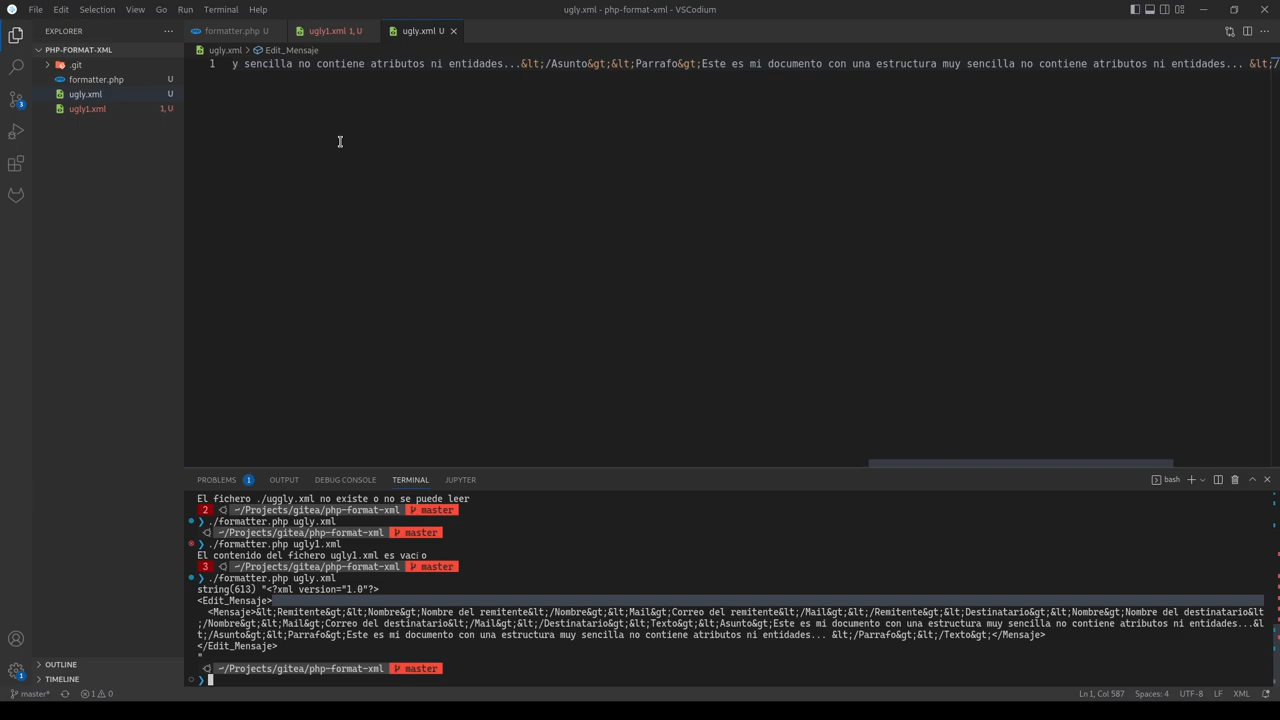 File Edit Selection View Go Run Terminal Help
ugly.xml - php-format-xml - VSCodium
EXPLORER
PHP-FORMAT-XML
.git
formatter.php U
ugly.xml U
ugly1.xml 1, U
OUTLINE
TIMELINE
3
1
formatter.php U
ugly1.xml 1, U
ugly.xml U
ugly.xml > Edit_Mensaje
1 y sencilla no contiene atributos ni entidades...&lt;/Asunto&gt;&lt;Parrafo&gt;Este es mi documento con una estructura muy sencilla no contiene atributos ni entidades... &lt;/
PROBLEMS 1 OUTPUT DEBUG CONSOLE TERMINAL JUPYTER
bash
El fichero ./uggly.xml no existe o no se puede leer
2 ~/Projects/gitea/php-format-xml master
❯ ./formatter.php ugly.xml
~/Projects/gitea/php-format-xml master
❯ ./formatter.php ugly1.xml
El contenido del fichero ugly1.xml es vacío
3 ~/Projects/gitea/php-format-xml master
❯ ./formatter.php ugly.xml
string(613) "<?xml version="1.0"?>
<Edit_Mensaje>
<Mensaje>&lt;Remitente&gt;&lt;Nombre&gt;Nombre del remitente&lt;/Nombre&gt;&lt;Mail&gt;Correo del remitente&lt;/Mail&gt;&lt;/Remitente&gt;&lt;Destinatario&gt;&lt;Nombre&gt;Nombre del destinatario&lt
;/Nombre&gt;&lt;Mail&gt;Correo del destinatario&lt;/Mail&gt;&lt;/Destinatario&gt;&lt;Texto&gt;&lt;Asunto&gt;Este es mi documento con una estructura muy sencilla no contiene atributos ni entidades...&l
t;/Asunto&gt;&lt;Parrafo&gt;Este es mi documento con una estructura muy sencilla no contiene atributos ni entidades... &lt;/Parrafo&gt;&lt;/Texto&gt;</Mensaje>
</Edit_Mensaje>
"
~/Projects/gitea/php-format-xml master
❯
master* 1 0
Ln 1, Col 587 Spaces: 4 UTF-8 LF XML